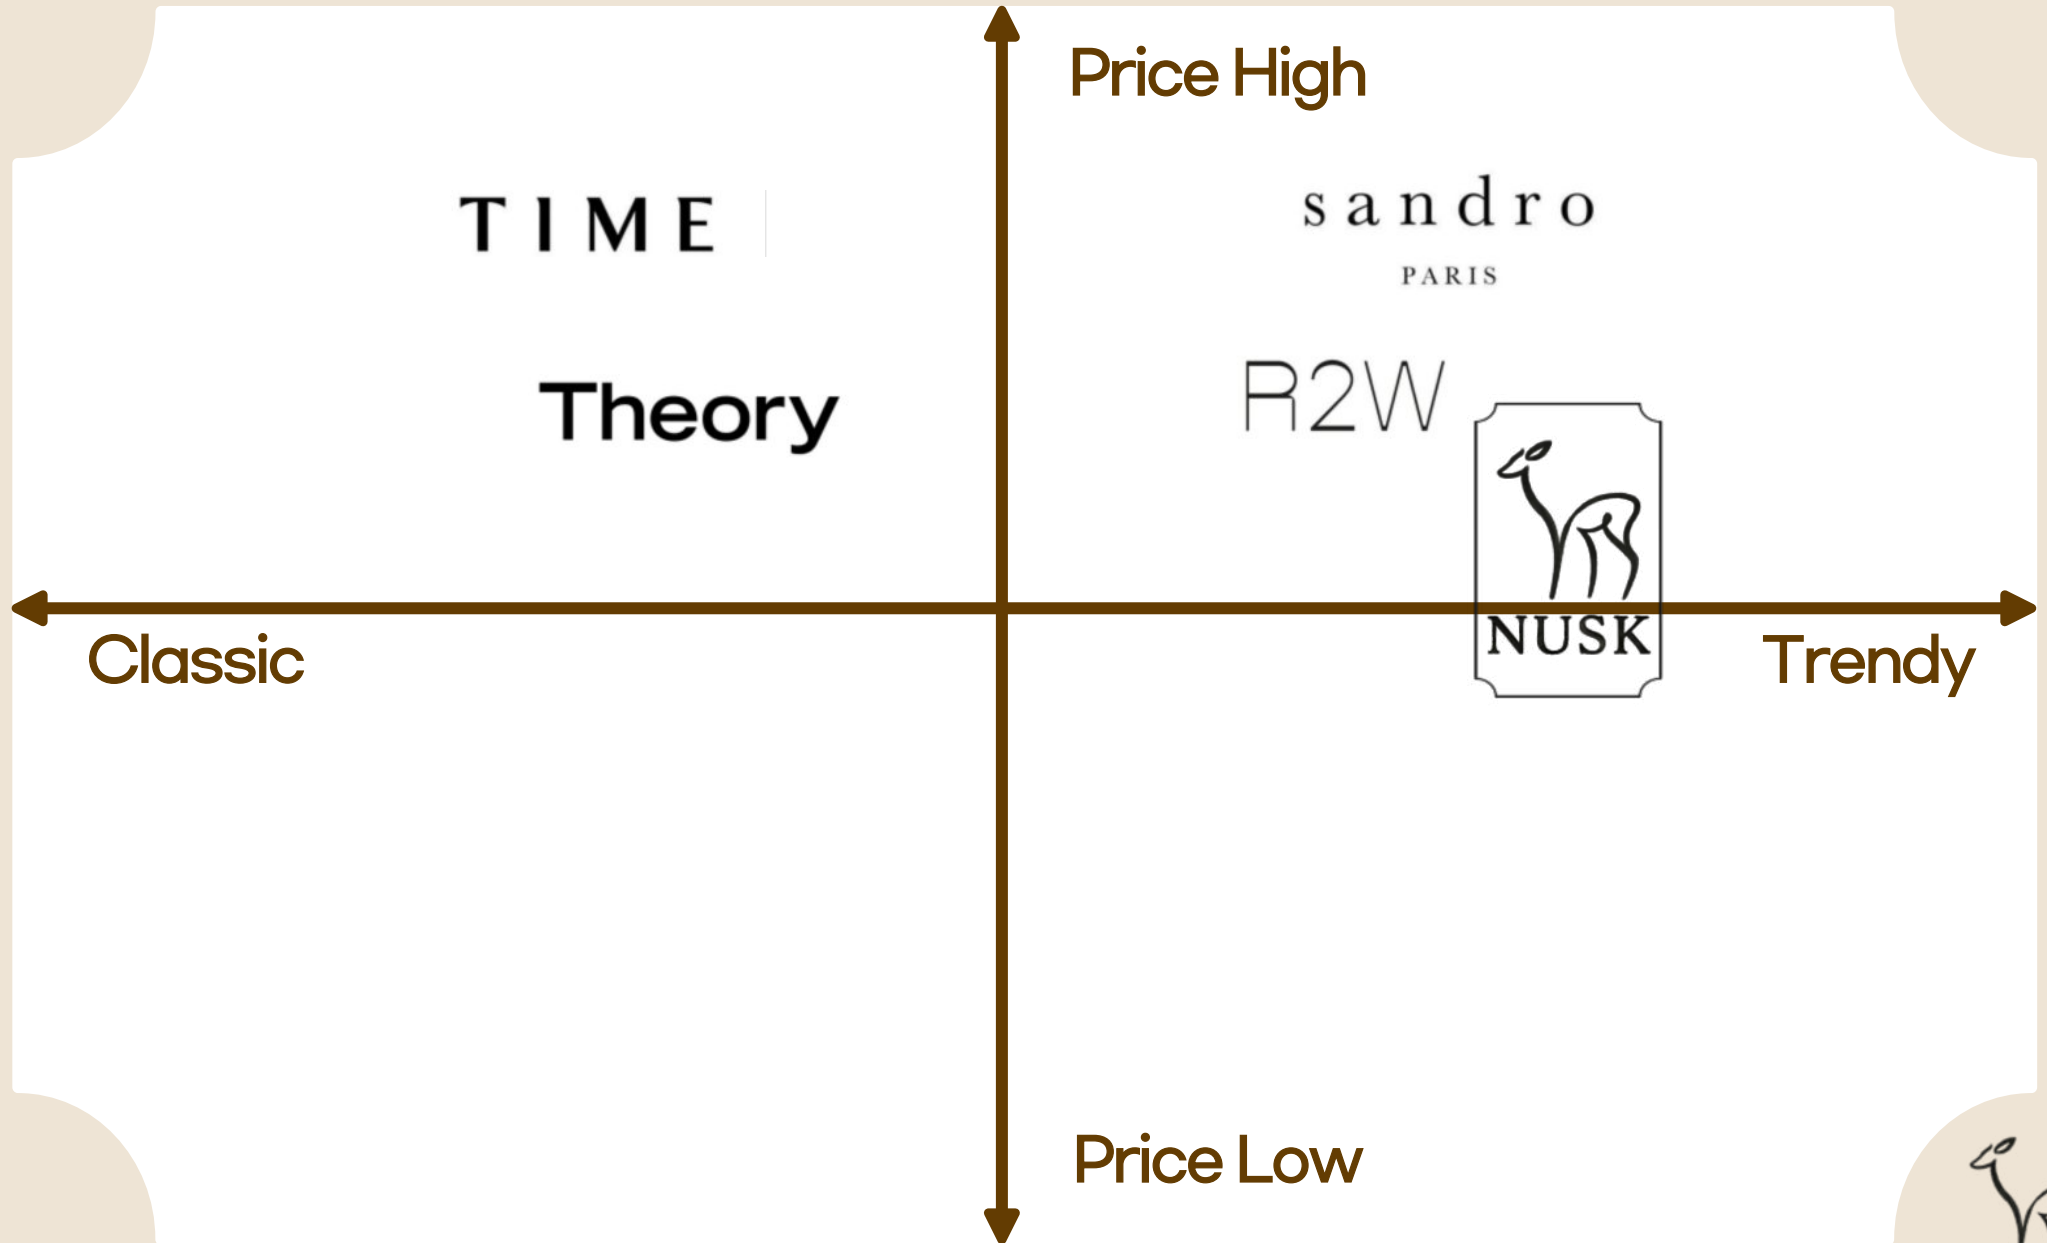 Price High
TIME
sandro
PARIS
Theory
R2W
NUSK
Classic
Trendy
Price Low